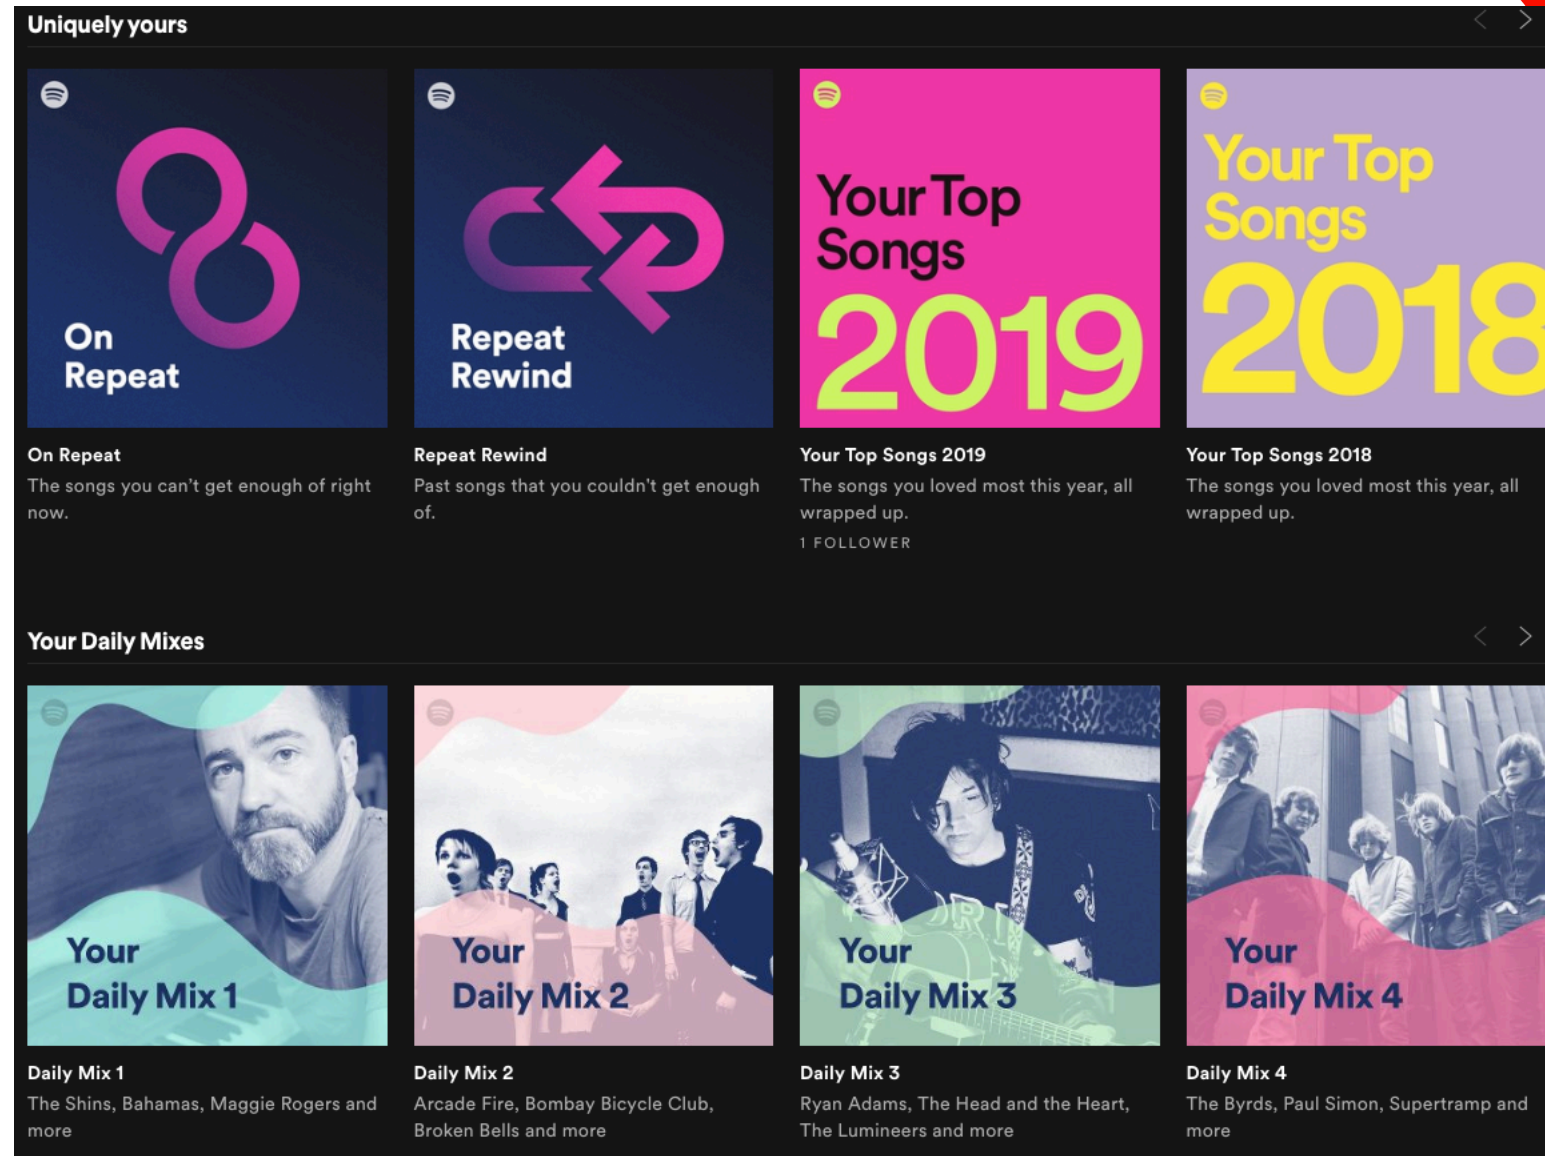 Uniquely yours
On
Repeat
Repeat
Rewind
Your Top
Songs
2019
Your Top
Songs
2018
On Repeat
The songs you can’t get enough of right
now.
Repeat Rewind
Past songs that you couldn't get enough
of.
Your Top Songs 2019
The songs you loved most this year, all
wrapped up.
1 FOLLOWER
Your Top Songs 2018
The songs you loved most this year, all
wrapped up.
Your Daily Mixes
Your
Daily Mix 1
Your
Daily Mix 2
Your
Daily Mix 3
Your
Daily Mix 4
Daily Mix 1
The Shins, Bahamas, Maggie Rogers and
more
Daily Mix 2
Arcade Fire, Bombay Bicycle Club,
Broken Bells and more
Daily Mix 3
Ryan Adams, The Head and the Heart,
The Lumineers and more
Daily Mix 4
The Byrds, Paul Simon, Supertramp and
more